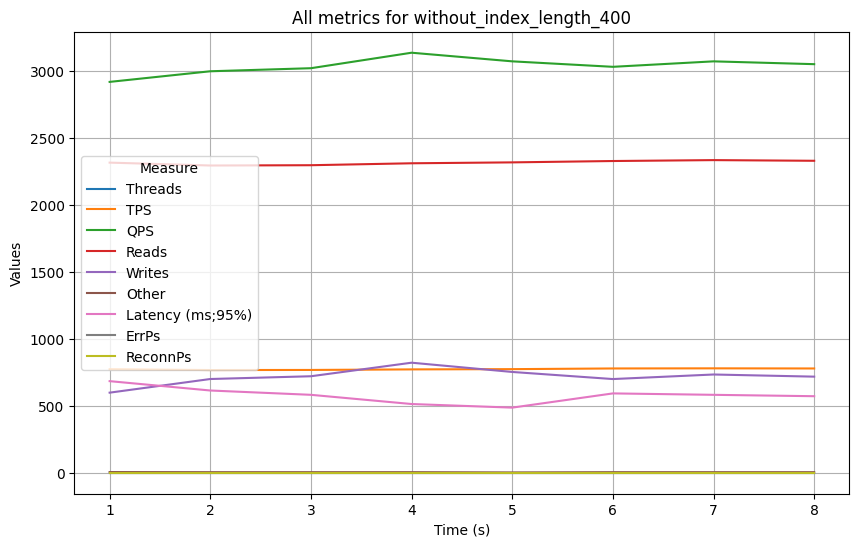 All metrics for without_index_length_400
3000
2500
2000
1500
1000
500
0
Values
Measure
Threads
TPS
QPS
Reads
Writes
Other
Latency (ms;95%)
ErrPs
ReconnPs
1 2 3 4 5 6 7 8
Time (s)